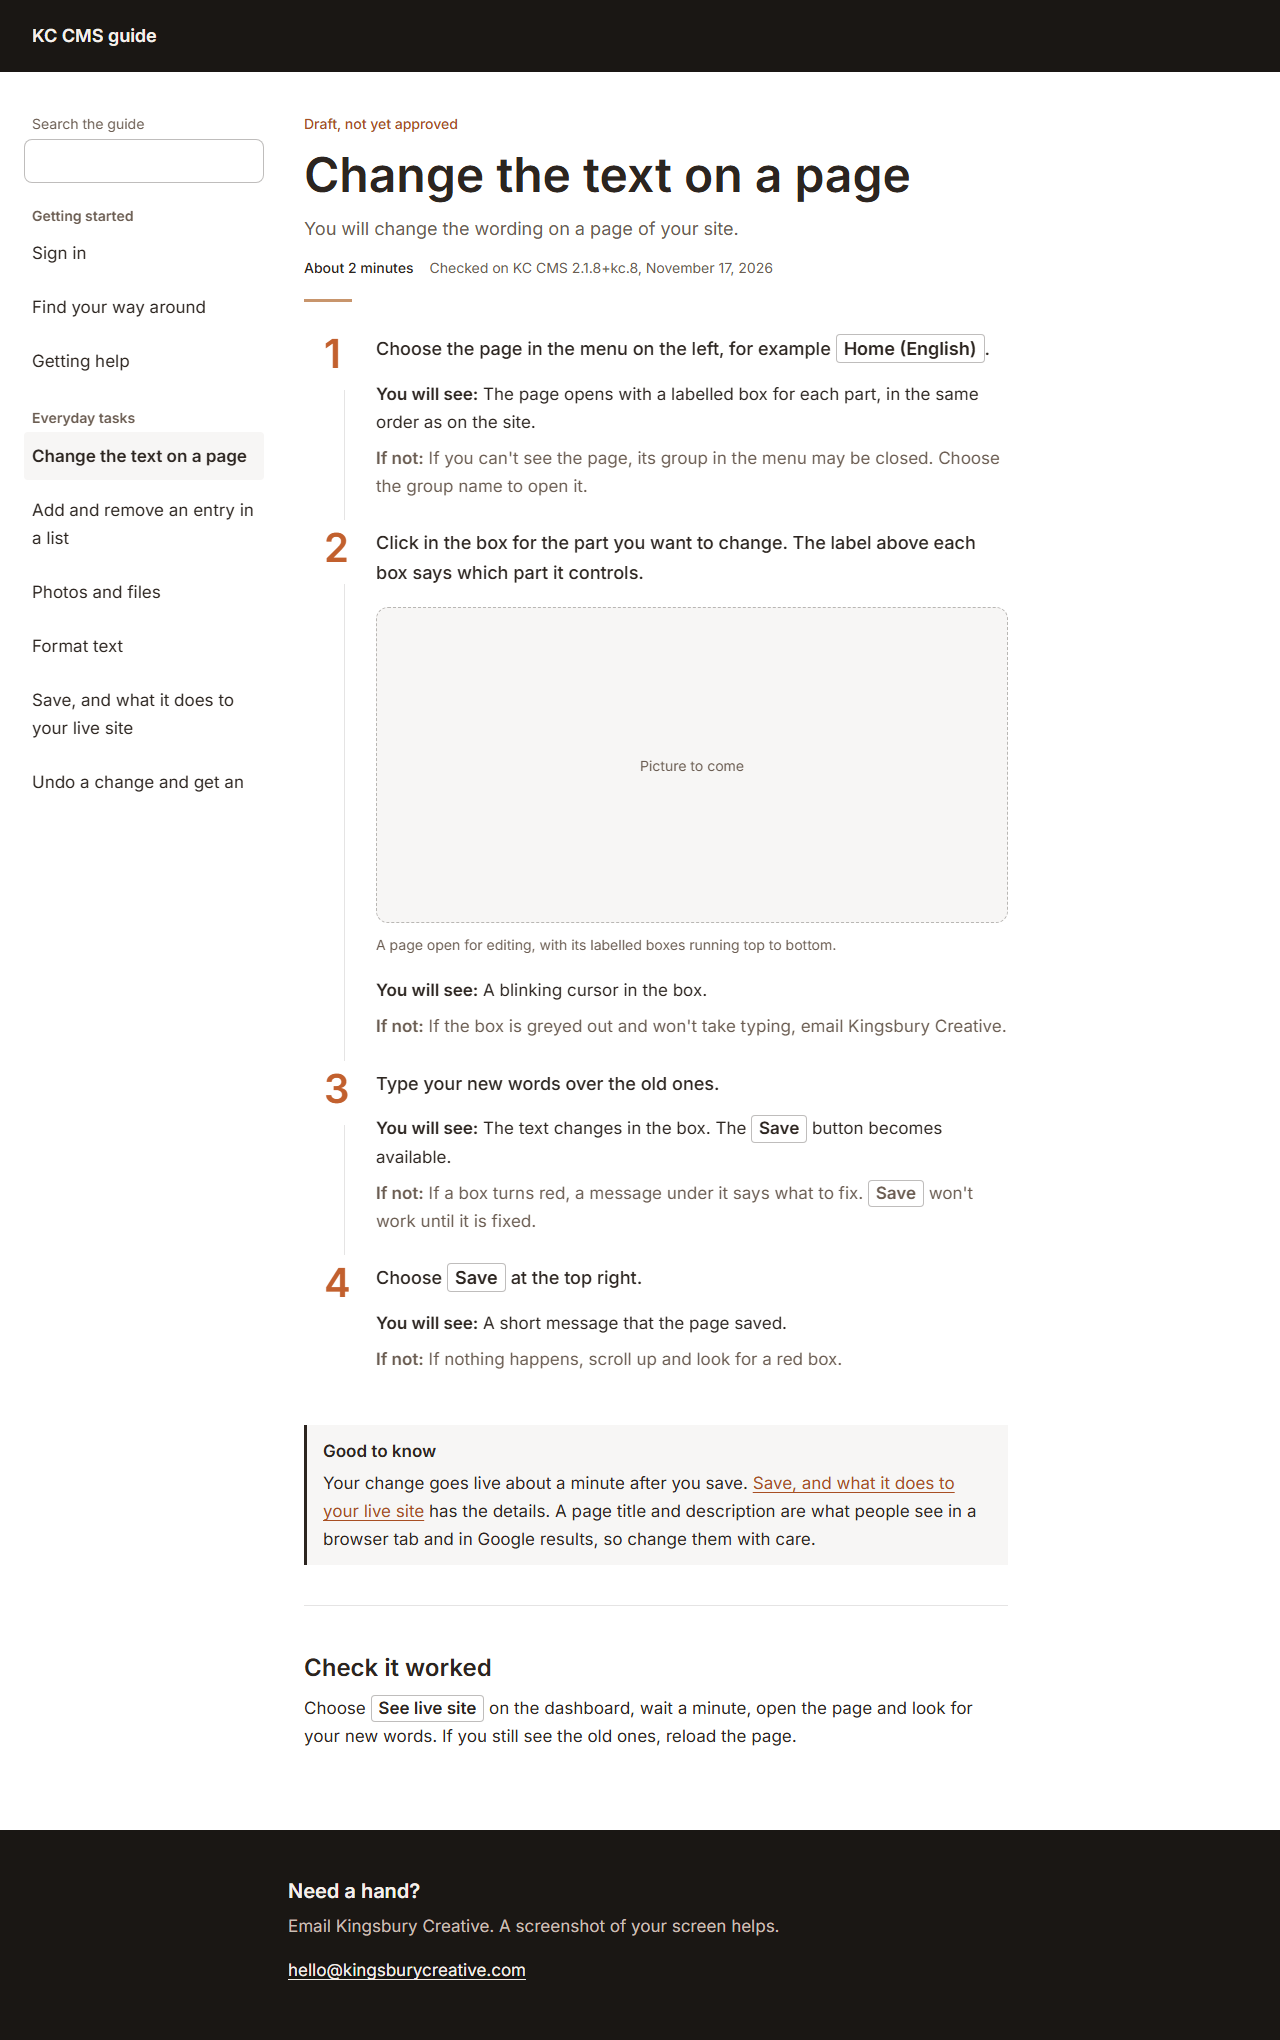 KC CMS guide
Search the guide
Getting started
Sign in
Find your way around
Getting help
Everyday tasks
Change the text on a page
Add and remove an entry in
a list
Photos and files
Format text
Save, and what it does to
your live site
Undo a change and get an
Draft, not yet approved
Change the text on a page
You will change the wording on a page of your site.
About 2 minutes Checked on KC CMS 2.1.8+kc.8, November 17, 2026
1 Choose the page in the menu on the left, for example Home (English).
You will see: The page opens with a labelled box for each part, in the same
order as on the site.
If not: If you can't see the page, its group in the menu may be closed. Choose
the group name to open it.
2 Click in the box for the part you want to change. The label above each
box says which part it controls.
Picture to come
A page open for editing, with its labelled boxes running top to bottom.
You will see: A blinking cursor in the box.
If not: If the box is greyed out and won't take typing, email Kingsbury Creative.
3 Type your new words over the old ones.
You will see: The text changes in the box. The Save button becomes
available.
If not: If a box turns red, a message under it says what to fix. Save won't
work until it is fixed.
4 Choose Save at the top right.
You will see: A short message that the page saved.
If not: If nothing happens, scroll up and look for a red box.
Good to know
Your change goes live about a minute after you save. Save, and what it does to
your live site has the details. A page title and description are what people see in a
browser tab and in Google results, so change them with care.
Check it worked
Choose See live site on the dashboard, wait a minute, open the page and look for
your new words. If you still see the old ones, reload the page.
Need a hand?
Email Kingsbury Creative. A screenshot of your screen helps.
hello@kingsburycreative.com